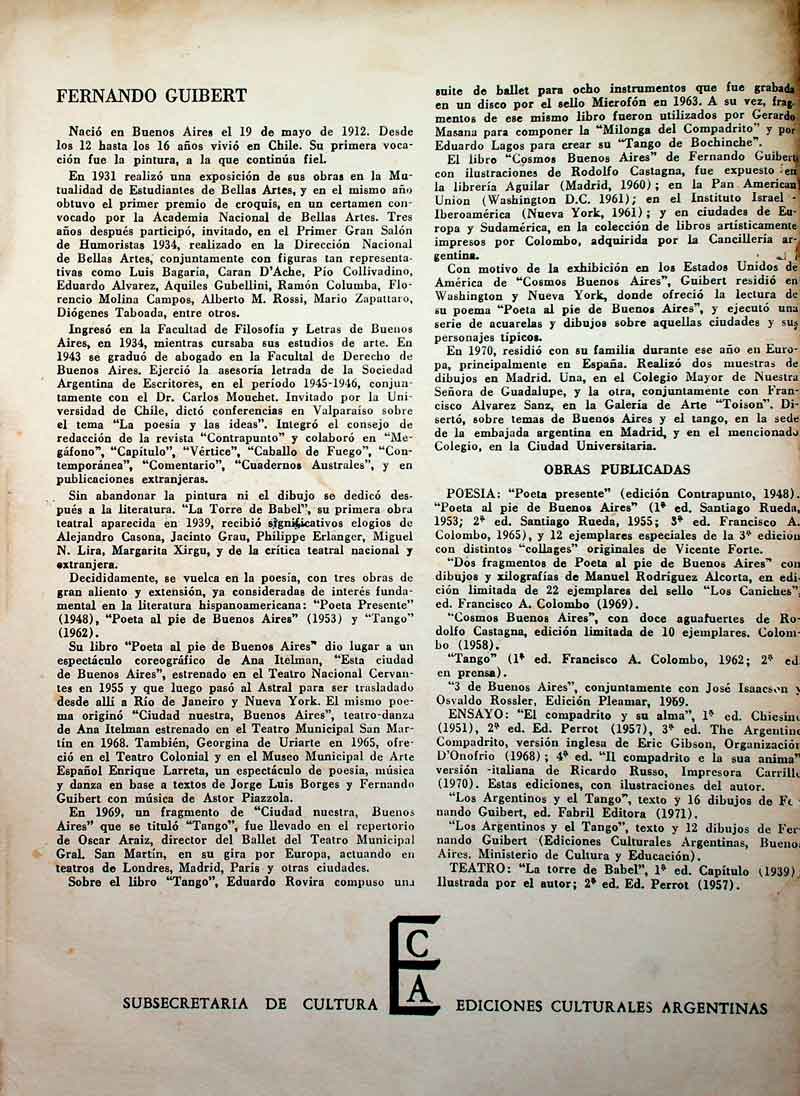 FERNANDO GUIBERT
Nació en Buenos Aires el 19 de mayo de 1912. Desde
los 12 hasta los 16 años vivió en Chile. Su primera voca-
ción fue la pintura, a la que continúa fiel.
En 1931 realizó una exposición de sus obras en la Mu-
tualidad de Estudiantes de Bellas Artes, y en el mismo año
obtuvo el primer premio de croquis, en un certamen con-
vocado por la Academia Nacional de Bellas Artes. Tres
años después participó, invitado, en el Primer Gran Salón
de Humoristas 1934, realizado en la Dirección Nacional
de Bellas Artes, conjuntamente con figuras tan representa-
tivas como Luis Bagaría, Caran D'Ache, Pío Collivadino,
Eduardo Alvarez, Aquiles Gubellini, Ramón Columba, Flo-
rencio Molina Campos, Alberto M. Rossi, Mario Zapattaro,
Diógenes Taboada, entre otros.
Ingresó en la Facultad de Filosofía y Letras de Buenos
Aires, en 1934, mientras cursaba sus estudios de arte. En
1943 se graduó de abogado en la Facultal de Derecho de
Buenos Aires. Ejerció la asesoría letrada de la Sociedad
Argentina de Escritores, en el período 1945-1946, conjun-
tamente con el Dr. Carlos Mouchet. Invitado por la Uni-
versidad de Chile, dictó conferencias en Valparaíso sobre
el tema "La poesía y las ideas". Integró el consejo de
redacción de la revista "Contrapunto" y colaboró en "Me-
gáfono", "Capítulo", "Vértice", "Caballo de Fuego", "Con-
temporánea", "Comentario", "Cuadernos Australes", y en
publicaciones extranjeras.
Sin abandonar la pintura ni el dibujo se dedicó des-
pués a la literatura. "La Torre de Babel", su primera obra
teatral aparecida en 1939, recibió significativos elogios de
Alejandro Casona, Jacinto Grau, Philippe Erlanger, Miguel
N. Lira, Margarita Xirgu, y de la crítica teatral nacional y
extranjera.
Decididamente, se vuelca en la poesía, con tres obras de
gran aliento y extensión, ya consideradas de interés funda-
mental en la literatura hispanoamericana: "Poeta Presente"
(1948), "Poeta al pie de Buenos Aires" (1953) y "Tango"
(1962).
Su libro "Poeta al pie de Buenos Aires" dio lugar a un
espectáculo coreográfico de Ana Itelman, "Esta ciudad
de Buenos Aires", estrenado en el Teatro Nacional Cervan-
tes en 1955 y que luego pasó al Astral para ser trasladado
desde allí a Río de Janeiro y Nueva York. El mismo poe-
ma originó "Ciudad nuestra, Buenos Aires", teatro-danza
de Ana Itelman estrenado en el Teatro Municipal San Mar-
tín en 1968. También, Georgina de Uriarte en 1965, ofre-
ció en el Teatro Colonial y en el Museo Municipal de Arte
Español Enrique Larreta, un espectáculo de poesía, música
y danza en base a textos de Jorge Luis Borges y Fernando
Guibert con música de Astor Piazzola.
En 1969, un fragmento de "Ciudad nuestra, Buenos
Aires" que se tituló "Tango", fue llevado en el repertorio
de Oscar Araiz, director del Ballet del Teatro Municipal
Gral. San Martín, en su gira por Europa, actuando en
teatros de Londres, Madrid, París y otras ciudades.
Sobre el libro "Tango", Eduardo Rovira compuso una
suite de ballet para ocho instrumentos que fue grabada
en un disco por el sello Microfón en 1963. A su vez, frag-
mentos de ese mismo libro fueron utilizados por Gerardo
Masana para componer la "Milonga del Compadrito" y por
Eduardo Lagos para crear su "Tango de Bochinche".
El libro "Cosmos Buenos Aires" de Fernando Guibert,
con ilustraciones de Rodolfo Castagna, fue expuesto en
la librería Aguilar (Madrid, 1960); en la Pan American
Union (Washington D.C. 1961); en el Instituto Israel -
Iberoamérica (Nueva York, 1961); y en ciudades de Eu-
ropa y Sudamérica, en la colección de libros artísticamente
impresos por Colombo, adquirida por la Cancillería ar-
gentina.
Con motivo de la exhibición en los Estados Unidos de
América de "Cosmos Buenos Aires", Guibert residió en
Washington y Nueva York, donde ofreció la lectura de
su poema "Poeta al pie de Buenos Aires", y ejecutó una
serie de acuarelas y dibujos sobre aquellas ciudades y sus
personajes típicos.
En 1970, residió con su familia durante ese año en Euro-
pa, principalmente en España. Realizó dos muestras de
dibujos en Madrid. Una, en el Colegio Mayor de Nuestra
Señora de Guadalupe, y la otra, conjuntamente con Fran-
cisco Alvarez Sanz, en la Galería de Arte "Toison". Di-
sertó, sobre temas de Buenos Aires y el tango, en la sede
de la embajada argentina en Madrid, y en el mencionado
Colegio, en la Ciudad Universitaria.
OBRAS PUBLICADAS
POESIA: "Poeta presente" (edición Contrapunto, 1948).
"Poeta al pie de Buenos Aires" (1ª ed. Santiago Rueda,
1953; 2ª ed. Santiago Rueda, 1955; 3ª ed. Francisco A.
Colombo, 1965), y 12 ejemplares especiales de la 3ª edición
con distintos "collages" originales de Vicente Forte.
"Dos fragmentos de Poeta al pie de Buenos Aires" con
dibujos y xilografías de Manuel Rodríguez Alcorta, en edi-
ción limitada de 22 ejemplares del sello "Los Caniches",
ed. Francisco A. Colombo (1969).
"Cosmos Buenos Aires", con doce aguafuertes de Ro-
dolfo Castagna, edición limitada de 10 ejemplares. Colom-
bo (1958).
"Tango" (1ª ed. Francisco A. Colombo, 1962; 2ª ed
en prensa).
"3 de Buenos Aires", conjuntamente con José Isaacson y
Osvaldo Rossler, Edición Pleamar, 1969.
ENSAYO: "El compadrito y su alma", 1ª ed.
(1951), 2ª ed. Ed. Perrot (1957), 3ª ed. The Argentine
Compadrito, versión inglesa de Eric Gibson, Organización
D'Onofrio (1968); 4ª ed. "Il compadrito e la sua anima"
versión -italiana de Ricardo Russo, Impresora Carrillo
(1970). Estas ediciones, con ilustraciones del autor.
"Los Argentinos y el Tango", texto y 16 dibujos de
nando Guibert, ed. Fabril Editora (1971).
"Los Argentinos y el Tango", texto y 12 dibujos de Fer-
nando Guibert (Ediciones Culturales Argentinas, Buenos
Aires. Ministerio de Cultura y Educación).
TEATRO: "La torre de Babel", 1ª ed. Capítulo (1939).
Ilustrada por el autor; 2ª ed. Ed. Perrot (1957).
ECA
SUBSECRETARIA DE CULTURA EDICIONES CULTURALES ARGENTINAS